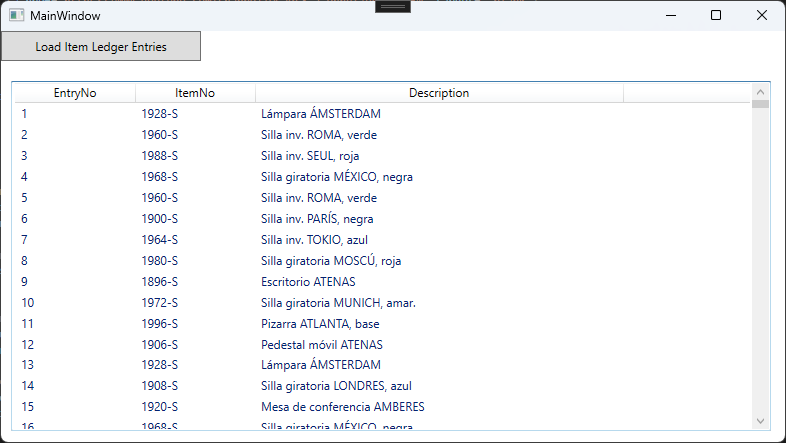 MainWindow
Load Item Ledger Entries
EntryNo ItemNo Description
1 1928-S Lámpara ÁMSTERDAM
2 1960-S Silla inv. ROMA, verde
3 1988-S Silla inv. SEUL, roja
4 1968-S Silla giratoria MÉXICO, negra
5 1960-S Silla inv. ROMA, verde
6 1900-S Silla inv. PARÍS, negra
7 1964-S Silla inv. TOKIO, azul
8 1980-S Silla giratoria MOSCÚ, roja
9 1896-S Escritorio ATENAS
10 1972-S Silla giratoria MUNICH, amar.
11 1996-S Pizarra ATLANTA, base
12 1906-S Pedestal móvil ATENAS
13 1928-S Lámpara ÁMSTERDAM
14 1908-S Silla giratoria LONDRES, azul
15 1920-S Mesa de conferencia AMBERES
16 1968-S Silla giratoria MÉXICO, negra